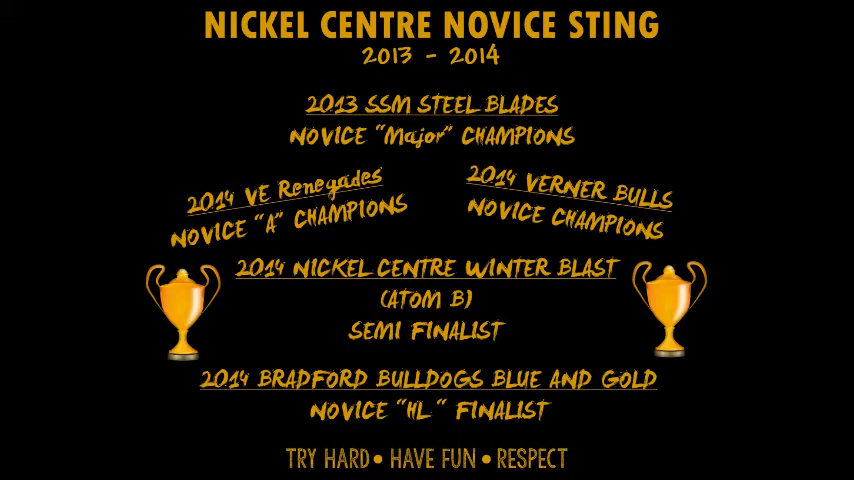 NICKEL CENTRE NOVICE STING
2013 - 2014
2013 SSM STEEL BLADES
NOVICE "Major" CHAMPIONS
2014 VE Renegades
NOVICE "A" CHAMPIONS
2014 VERNER BULLS
NOVICE CHAMPIONS
2014 NICKEL CENTRE WINTER BLAST
(ATOM B)
SEMI FINALIST
2014 BRADFORD BULLDOGS BLUE AND GOLD
NOVICE "HL " FINALIST
TRY HARD• HAVE FUN • RESPECT